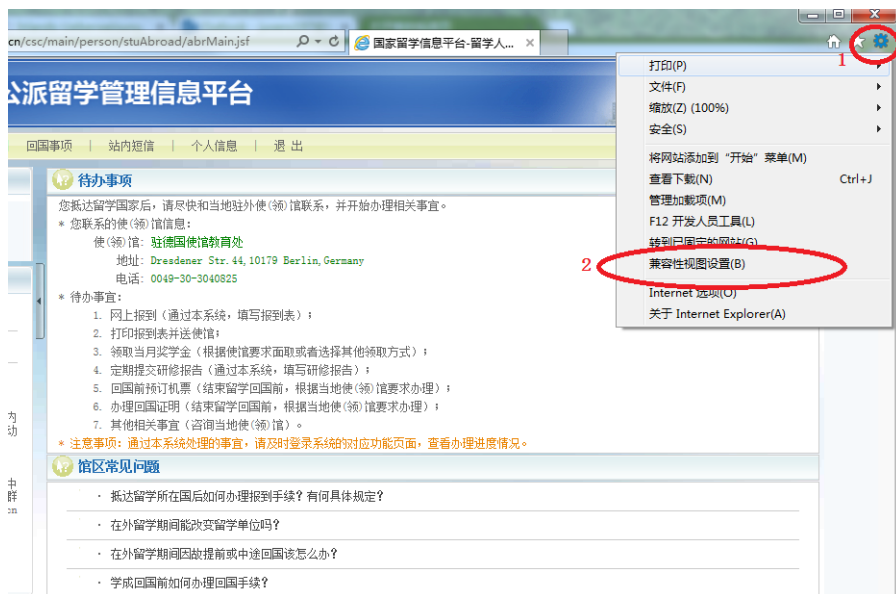 cn/csc/main/person/stuAbroad/abrMain.jsf
国家留学信息平台-留学人... ×
1
公派留学管理信息平台
回国事项 | 站内短信 | 个人信息 | 退 出
打印(P)
文件(F)
缩放(Z) (100%)
安全(S)
将网站添加到“开始”菜单(M)
查看下载(N) Ctrl+J
管理加载项(M)
F12 开发人员工具(L)
转到已固定的网站(G)
2
兼容性视图设置(B)
Internet 选项(O)
关于 Internet Explorer(A)
待办事项
您抵达留学国家后，请尽快和当地驻外使(领)馆联系，并开始办理相关事宜。
* 您联系的使(领)馆信息：
使(领)馆：驻德国使馆教育处
地址：Dresdener Str.44,10179 Berlin,Germany
电话：0049-30-3040825
* 待办事宜：
1. 网上报到（通过本系统，填写报到表）；
2. 打印报到表并送使馆；
3. 领取当月奖学金（根据使馆要求面取或者选择其他领取方式）；
4. 定期提交研修报告（通过本系统，填写研修报告）；
5. 回国前预订机票（结束留学回国前，根据当地使(领)馆要求办理）；
6. 办理回国证明（结束留学回国前，根据当地使(领)馆要求办理）；
7. 其他相关事宜（咨询当地使(领)馆）。
* 注意事项：通过本系统处理的事宜，请及时登录系统的对应功能页面，查看办理进度情况。
内
动
中
群
cn
馆区常见问题
· 抵达留学所在国后如何办理报到手续？有何具体规定？
· 在外留学期间能改变留学单位吗？
· 在外留学期间因故提前或中途回国该怎么办？
· 学成回国前如何办理回国手续？